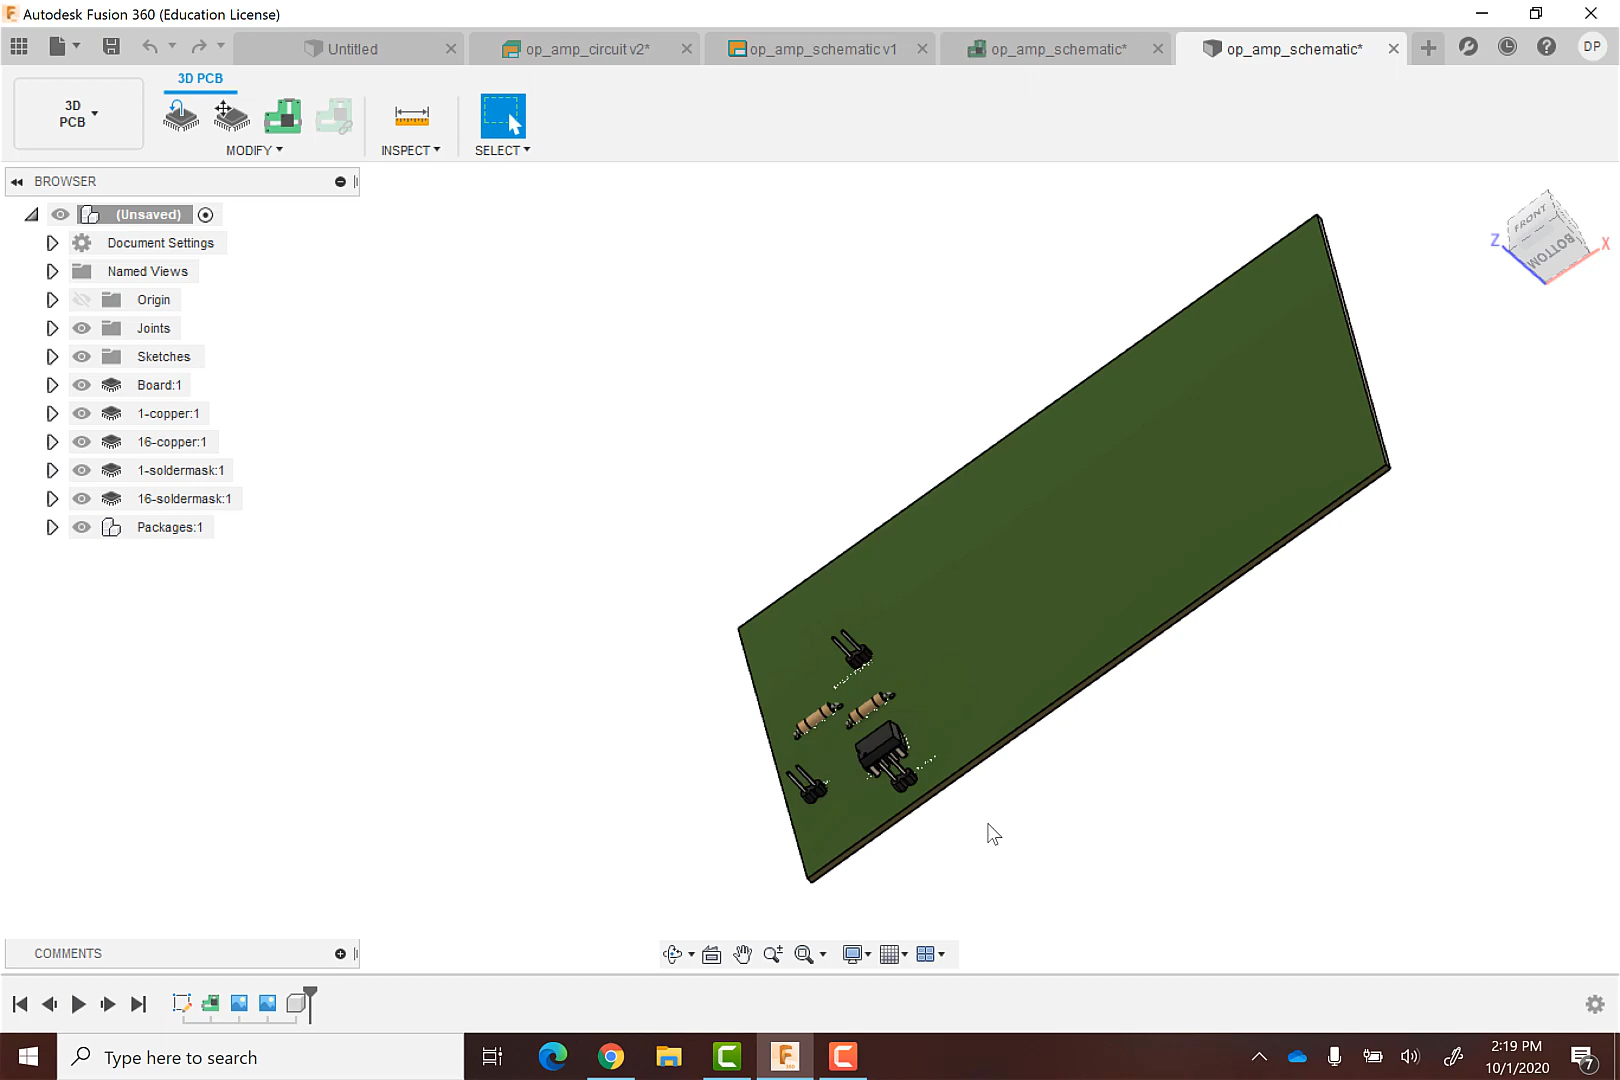 Autodesk Fusion 360 (Education License)
Untitled
op_amp_circuit v2*
op_amp_schematic v1
op_amp_schematic*
op_amp_schematic*
DP
3D PCB
3D
PCB
MODIFY
INSPECT
SELECT
BROWSER
(Unsaved)
Document Settings
Named Views
Origin
Joints
Sketches
Board:1
1-copper:1
16-copper:1
1-soldermask:1
16-soldermask:1
Packages:1
FRONT
BOTTOM
Z
X
COMMENTS
Type here to search
2:19 PM
10/1/2020
7